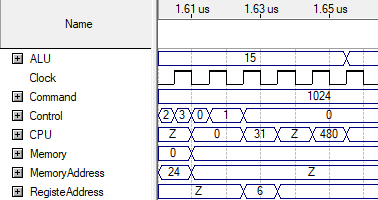 Name 1.61 us 1.63 us 1.65 us
ALU 15
Clock
Command 1024
Control 2 3 0 1 0
CPU Z 0 31 Z 480
Memory 0
MemoryAddress 24 Z
RegisteAddress Z 6